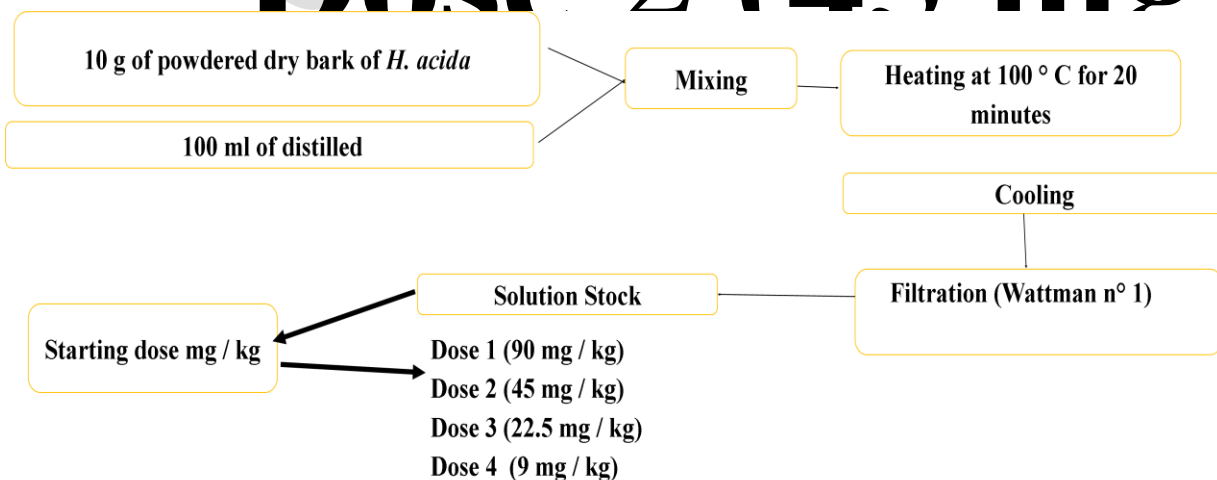 10 g of powdered dry bark of H. acida
100 ml of distilled
Mixing
Heating at 100 ° C for 20
minutes
Cooling
Filtration (Wattman n° 1)
Solution Stock
Starting dose mg / kg
Dose 1 (90 mg / kg)
Dose 2 (45 mg / kg)
Dose 3 (22.5 mg / kg)
Dose 4 (9 mg / kg)